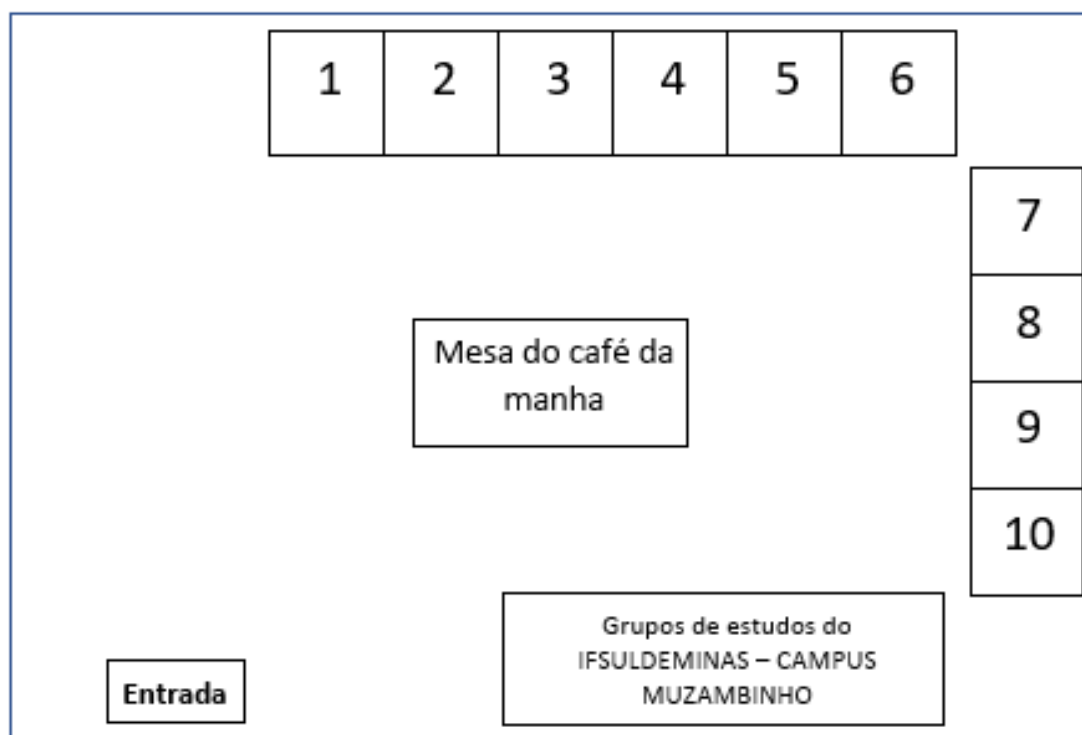 1 2 3 4 5 6
7
8
Mesa do café da
manha
9
10
Grupos de estudos do
IFSULDEMINAS – CAMPUS
MUZAMBINHO
Entrada